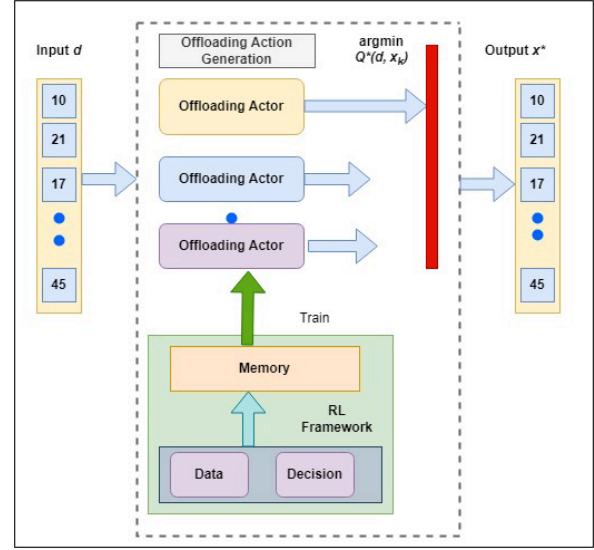 Input d
Offloading Action
Generation
argmin
Q*(d, xk)
Output x*
10
21
17
45
Offloading Actor
Offloading Actor
Offloading Actor
10
21
17
45
Train
Memory
RL
Framework
Data
Decision